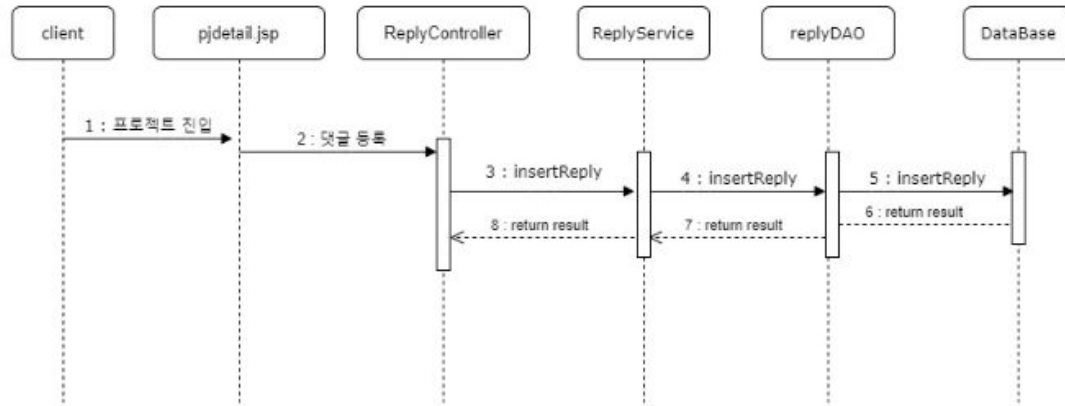 client
pjdetail.jsp
ReplyController
ReplyService
replyDAO
DataBase
1 : 프로젝트 진입
2 : 댓글 등록
3 : insertReply
4 : insertReply
5 : insertReply
6 : return result
7 : return result
8 : return result